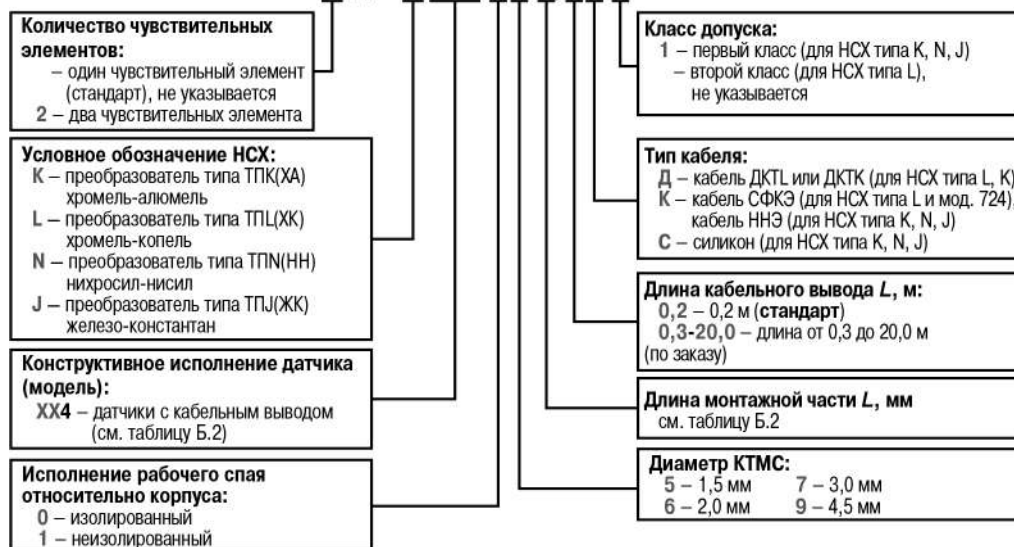 Количество чувствительных
элементов:
– один чувствительный элемент
(стандарт), не указывается
2 – два чувствительных элемента
Условное обозначение НСХ:
K – преобразователь типа ТПК(ХА)
хромель-алюмель
L – преобразователь типа ТПL(ХК)
хромель-копель
N – преобразователь типа ТПN(НН)
нихросил-нисил
J – преобразователь типа ТПJ(ЖК)
железо-константан
Конструктивное исполнение датчика
(модель):
XX4 – датчики с кабельным выводом
(см. таблицу Б.2)
Исполнение рабочего спая
относительно корпуса:
0 – изолированный
1 – неизолированный
Класс допуска:
1 – первый класс (для НСХ типа K, N, J)
– второй класс (для НСХ типа L),
не указывается
Тип кабеля:
Д – кабель ДКТL или ДКТК (для НСХ типа L, K)
К – кабель СФКЭ (для НСХ типа L и мод. 724),
кабель ННЭ (для НСХ типа K, N, J)
С – силикон (для НСХ типа K, N, J)
Длина кабельного вывода L, м:
0,2 – 0,2 м (стандарт)
0,3-20,0 – длина от 0,3 до 20,0 м
(по заказу)
Длина монтажной части L, мм
см. таблицу Б.2
Диаметр КТМС:
5 – 1,5 мм 7 – 3,0 мм
6 – 2,0 мм 9 – 4,5 мм